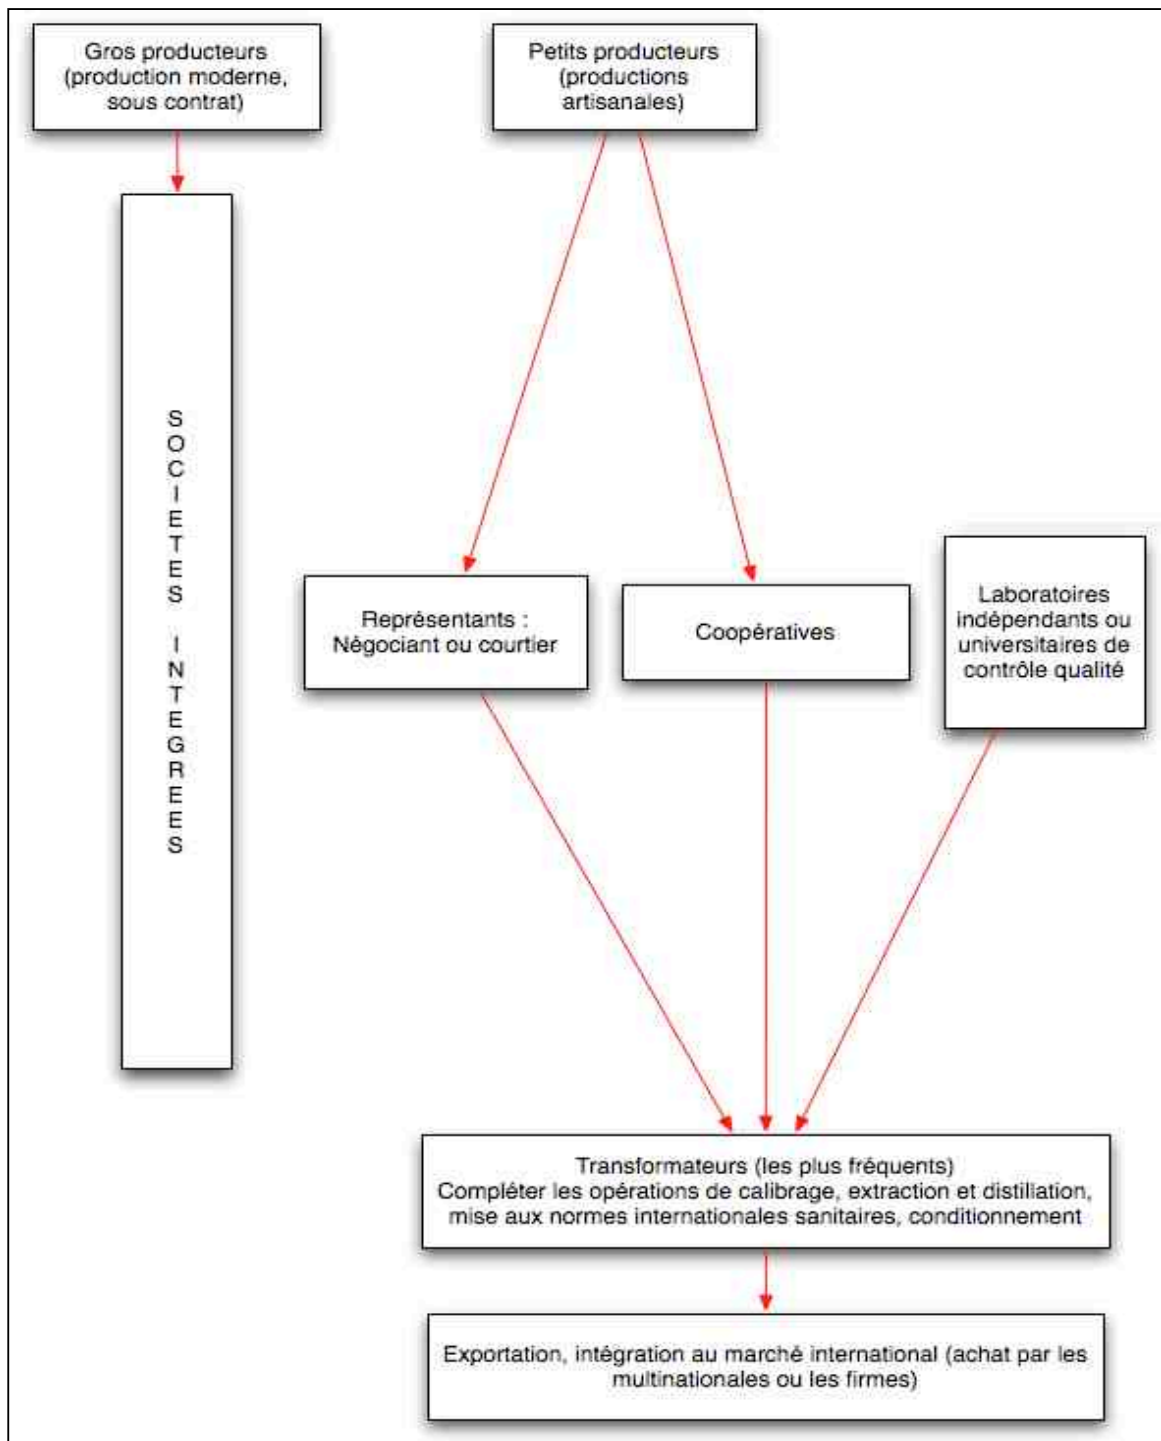 Gros producteurs
(production moderne,
sous contrat)
Petits producteurs
(productions
artisanales)
SOCIETES INTEGREES
Représentants :
Négociant ou courtier
Coopératives
Laboratoires
indépendants ou
universitaires de
contrôle qualité
Transformateurs (les plus fréquents)
Compléter les opérations de calibrage, extraction et distillation,
mise aux normes internationales sanitaires, conditionnement
Exportation, intégration au marché international (achat par les
multinationales ou les firmes)